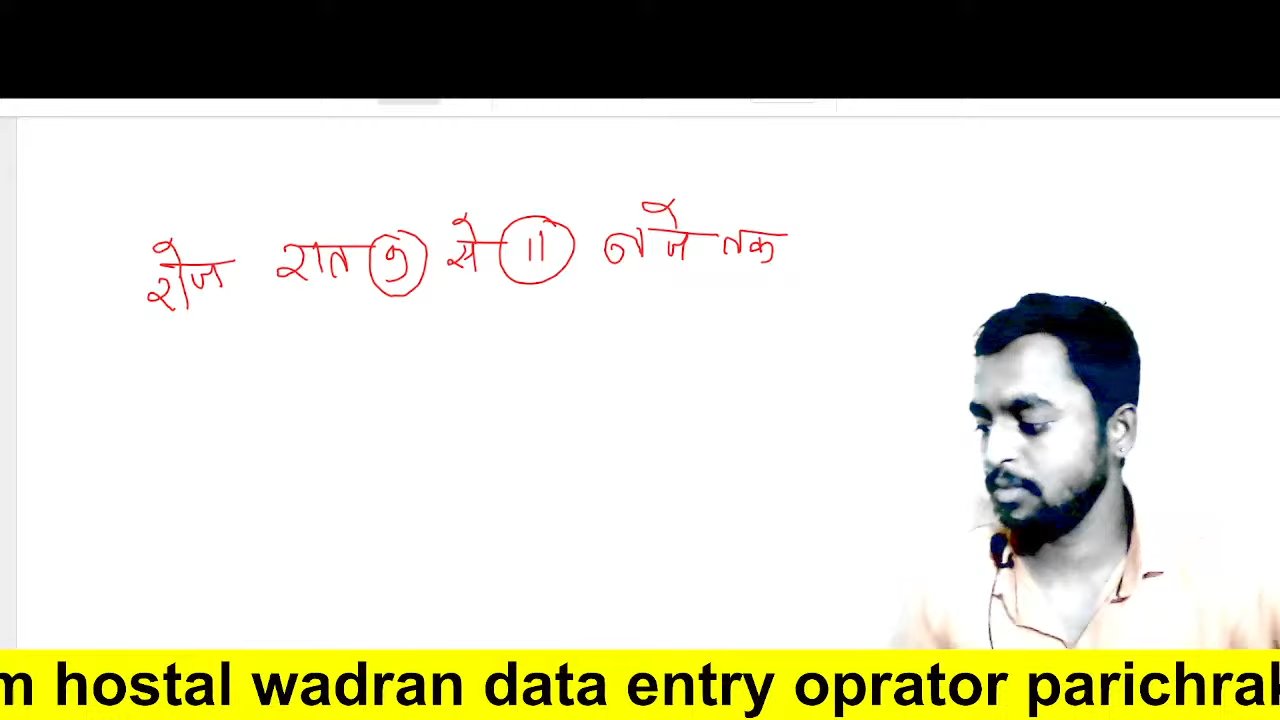 रोज रात 9 से 11 बजे तक
m hostal wadran data entry oprator parichrak